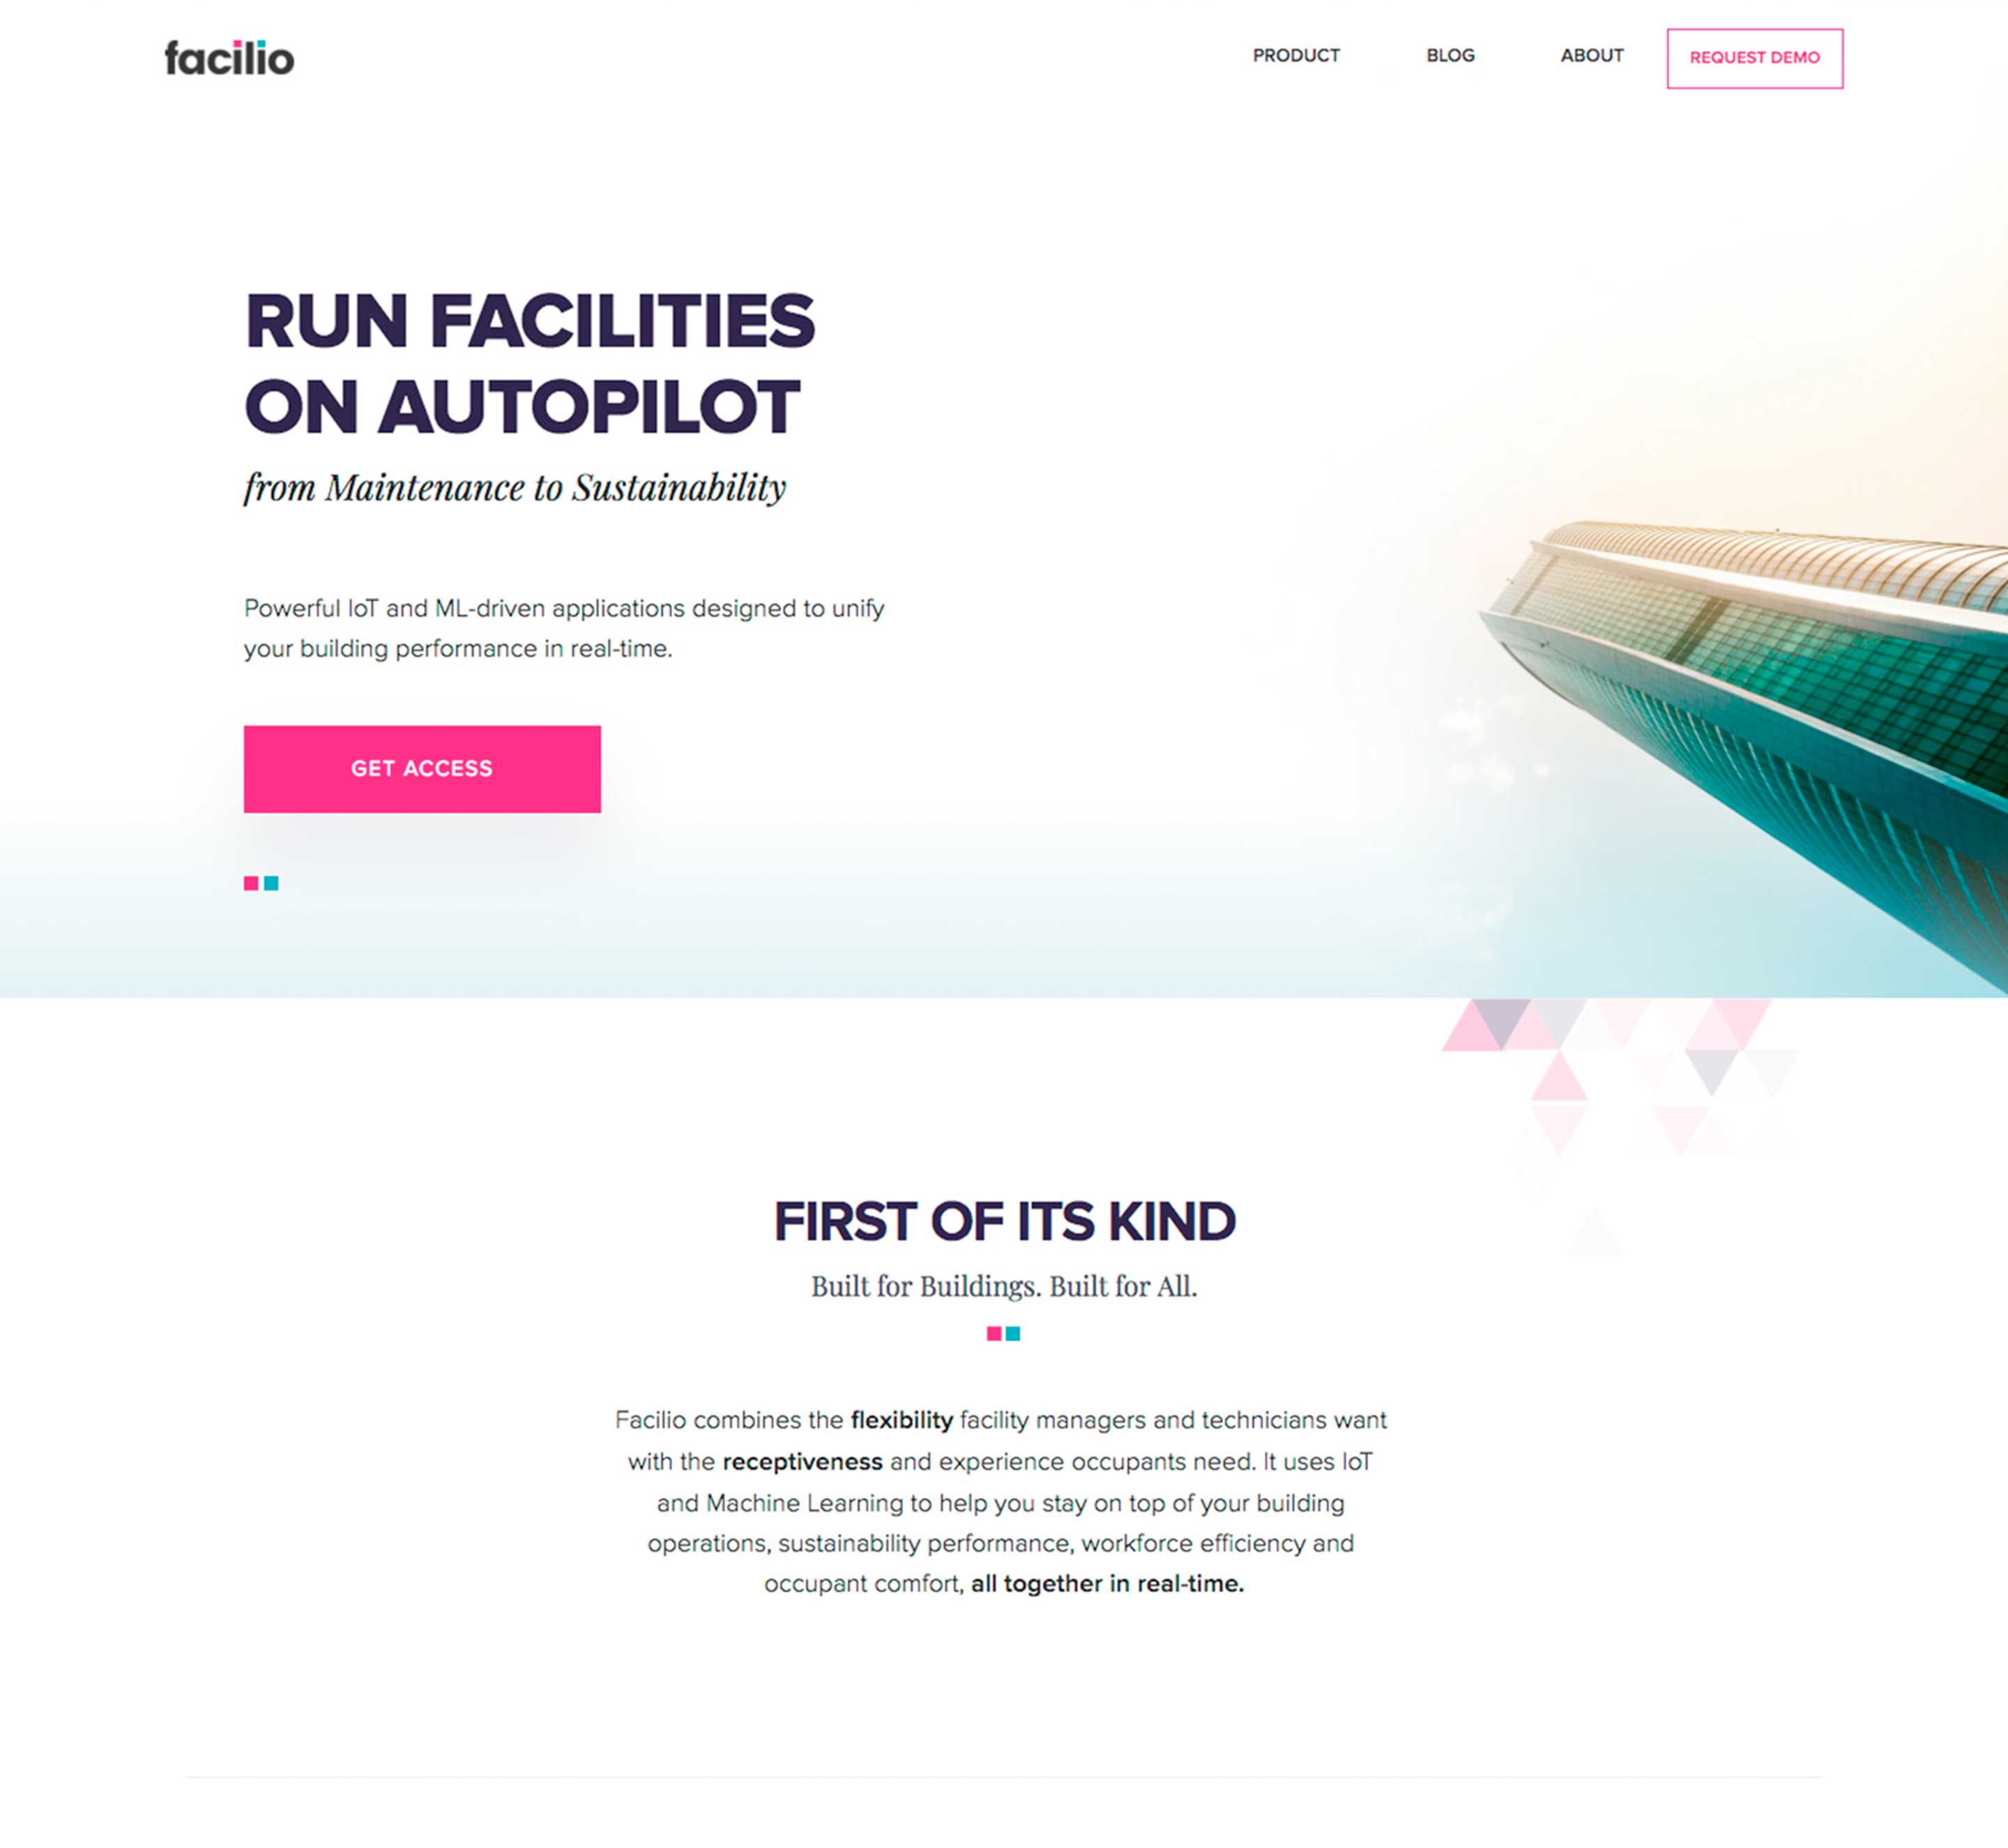 facilio
PRODUCT
BLOG
ABOUT
REQUEST DEMO
RUN FACILITIES
ON AUTOPILOT
from Maintenance to Sustainability
Powerful IoT and ML-driven applications designed to unify
your building performance in real-time.
GET ACCESS
FIRST OF ITS KIND
Built for Buildings. Built for All.
Facilio combines the flexibility facility managers and technicians want
with the receptiveness and experience occupants need. It uses IoT
and Machine Learning to help you stay on top of your building
operations, sustainability performance, workforce efficiency and
occupant comfort, all together in real-time.